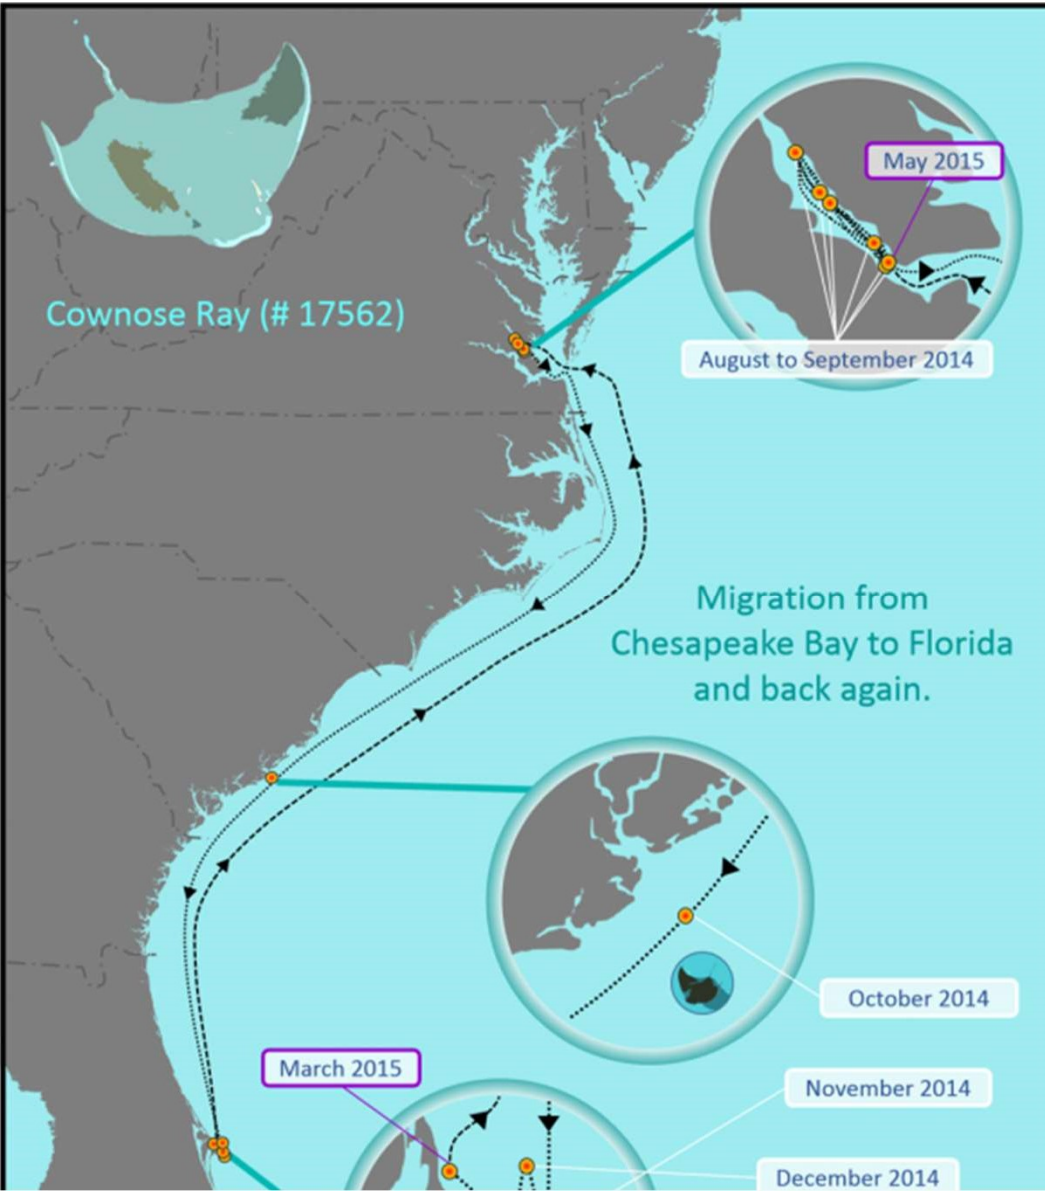 May 2015
Cownose Ray (# 17562)
August to September 2014
Migration from
Chesapeake Bay to Florida
and back again.
October 2014
March 2015
November 2014
December 2014